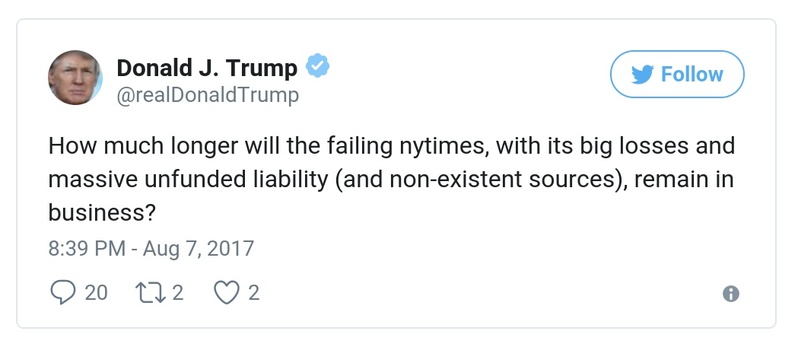 Donald J. Trump
Follow
@realDonaldTrump
How much longer will the failing nytimes, with its big losses and
massive unfunded liability (and non-existent sources), remain in
business?
8:39 PM - Aug 7, 2017
20 2 2